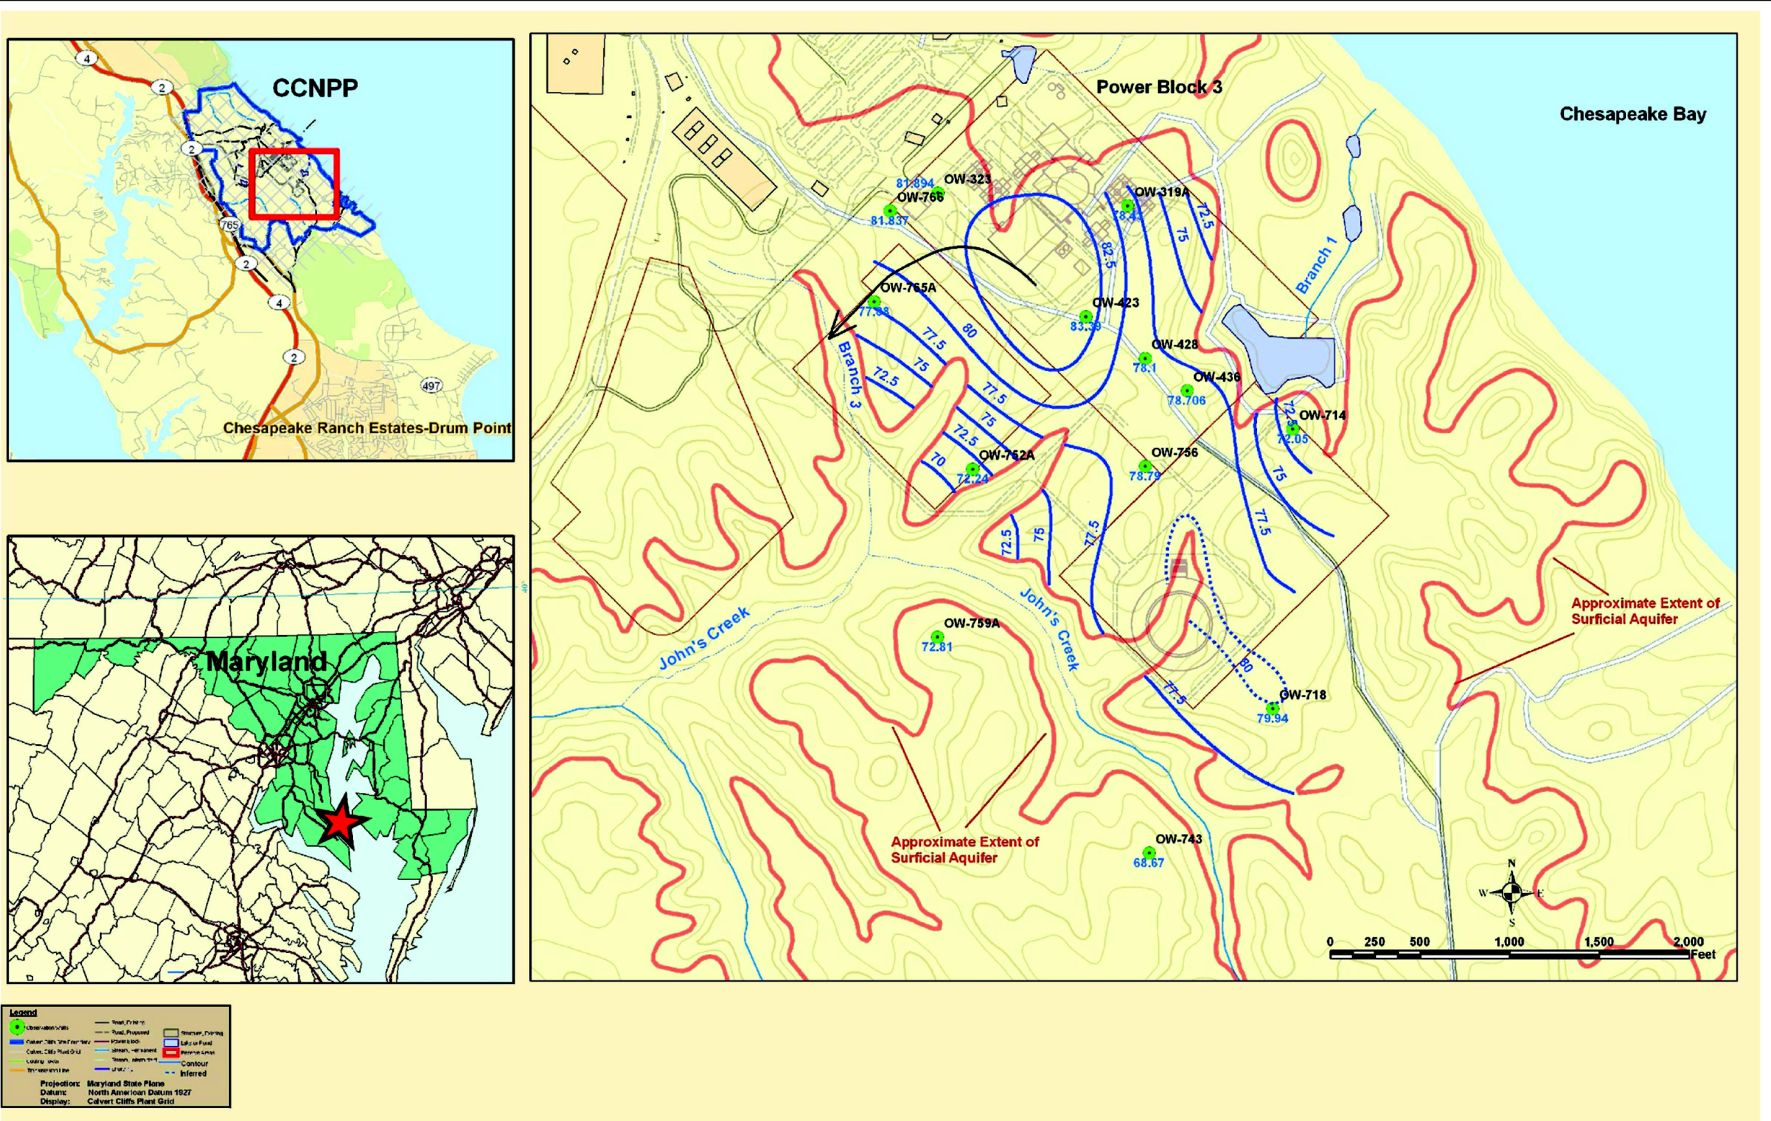 CCNPP
4
2
2
765
2
4
2
497
Chesapeake Ranch Estates-Drum Point
Maryland
40°
Power Block 3
Chesapeake Bay
81.894
OW-323
OW-766
81.837
OW-319A
72.5
75
82.5
Branch 1
OW-765A
77.5
80
OW-423
OW-428
78.1
OW-436
78.706
Branch 3
75
72.5
77.5
75
72.5
70
OW-752A
72.24
72.5
OW-714
72.05
75
OW-756
78.79
77.5
77.5
72.5
75
John's Creek
John's Creek
OW-759A
72.81
80
77.5
OW-718
79.94
Approximate Extent of
Surficial Aquifer
Approximate Extent of
Surficial Aquifer
OW-743
68.67
N
W
E
S
0 250 500 1,000 1,500 2,000
Feet
Legend
Contour
Inferred
Projection: Maryland State Plane
Datum: North American Datum 1927
Display: Calvert Cliffs Plant Grid